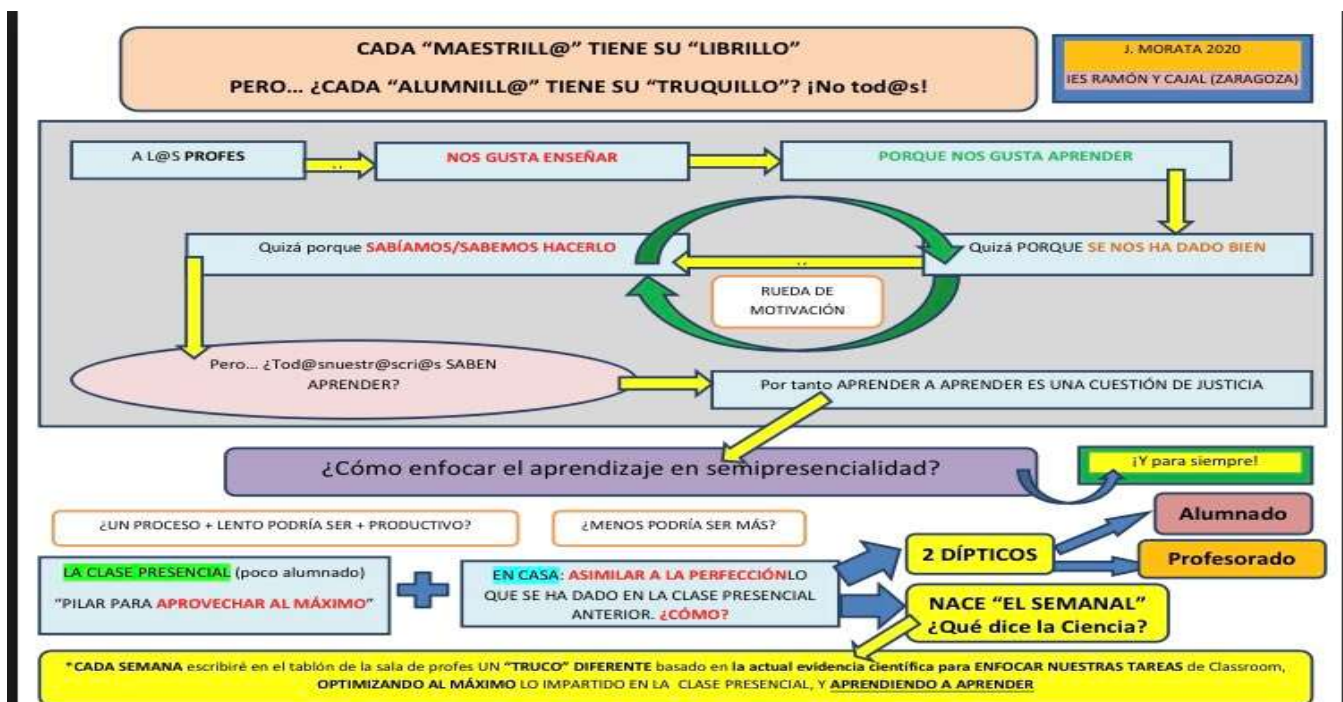 CADA “MAESTRILL@” TIENE SU “LIBRILLO”
PERO... ¿CADA “ALUMNILL@” TIENE SU “TRUQUILLO”? ¡No tod@s!
J. MORATA 2020
IES RAMÓN Y CAJAL (ZARAGOZA)
A L@S PROFES
..
NOS GUSTA ENSEÑAR
PORQUE NOS GUSTA APRENDER
Quizá porque SABÍAMOS/SABEMOS HACERLO
..
Quizá PORQUE SE NOS HA DADO BIEN
RUEDA DE
MOTIVACIÓN
Pero... ¿Tod@snuestr@scri@s SABEN
APRENDER?
Por tanto APRENDER A APRENDER ES UNA CUESTIÓN DE JUSTICIA
¿Cómo enfocar el aprendizaje en semipresencialidad?
¡Y para siempre!
¿UN PROCESO + LENTO PODRÍA SER + PRODUCTIVO?
¿MENOS PODRÍA SER MÁS?
LA CLASE PRESENCIAL (poco alumnado)
“PILAR PARA APROVECHAR AL MÁXIMO”
EN CASA: ASIMILAR A LA PERFECCIÓNLO
QUE SE HA DADO EN LA CLASE PRESENCIAL
ANTERIOR. ¿CÓMO?
2 DÍPTICOS
Alumnado
Profesorado
NACE “EL SEMANAL”
¿Qué dice la Ciencia?
*CADA SEMANA escribiré en el tablón de la sala de profes UN “TRUCO” DIFERENTE basado en la actual evidencia científica para ENFOCAR NUESTRAS TAREAS de Classroom,
OPTIMIZANDO AL MÁXIMO LO IMPARTIDO EN LA CLASE PRESENCIAL, Y APRENDIENDO A APRENDER